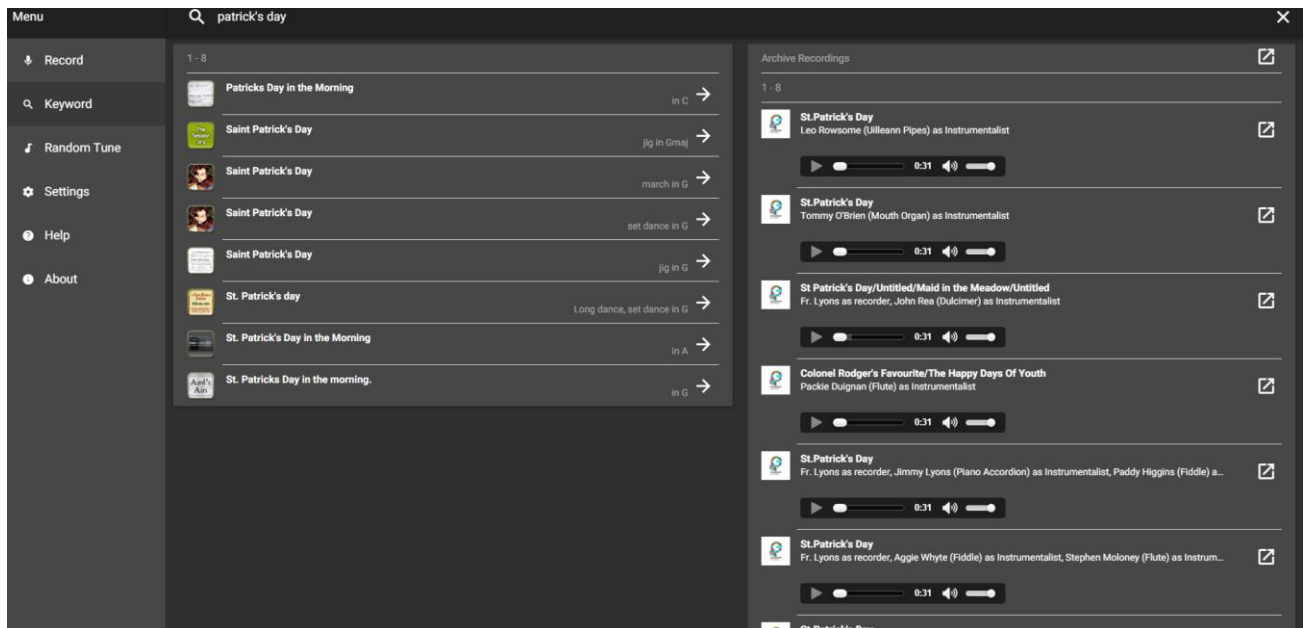 Menu
patrick's day
Record
Keyword
Random Tune
Settings
Help
About
1 - 8
Patricks Day in the Morning
in C
Saint Patrick's Day
jig in Gmaj
Saint Patrick's Day
march in G
Saint Patrick's Day
set dance in G
Saint Patrick's Day
jig in G
St. Patrick's day
Long dance, set dance in G
St. Patrick's Day in the Morning
in A
St. Patricks Day in the morning.
in G
Archive Recordings
1 - 8
St.Patrick's Day
Leo Rowsome (Uilleann Pipes) as Instrumentalist
0:31
St.Patrick's Day
Tommy O'Brien (Mouth Organ) as Instrumentalist
0:31
St Patrick's Day/Untitled/Maid in the Meadow/Untitled
Fr. Lyons as recorder, John Rea (Dulcimer) as Instrumentalist
0:31
Colonel Rodger's Favourite/The Happy Days Of Youth
Packie Duignan (Flute) as Instrumentalist
0:31
St.Patrick's Day
Fr. Lyons as recorder, Jimmy Lyons (Piano Accordion) as Instrumentalist, Paddy Higgins (Fiddle) a...
0:31
St.Patrick's Day
Fr. Lyons as recorder, Aggie Whyte (Fiddle) as Instrumentalist, Stephen Moloney (Flute) as Instrum...
0:31